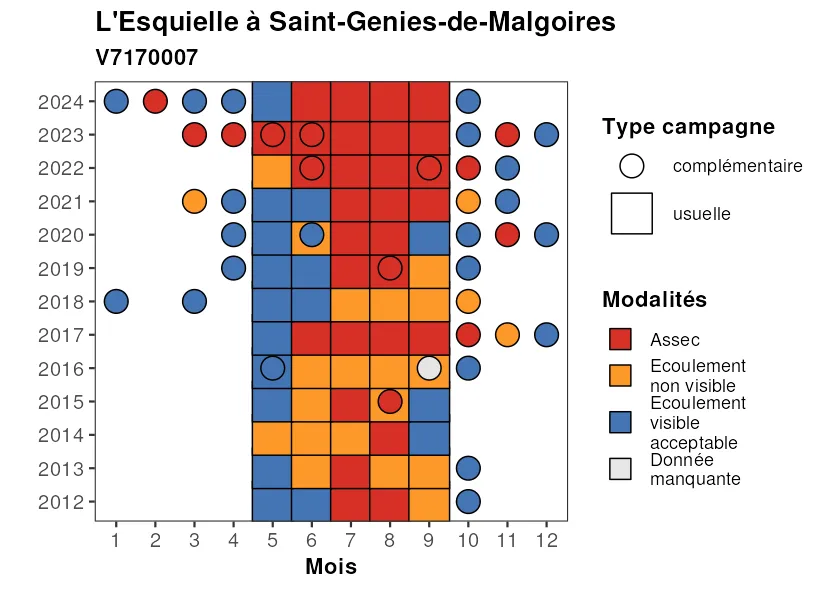 L'Esquielle à Saint-Genies-de-Malgoires
V7170007
2024
2023
2022
2021
2020
2019
2018
2017
2016
2015
2014
2013
2012
1 2 3 4 5 6 7 8 9 10 11 12
Mois
Type campagne
complémentaire
usuelle
Modalités
Assec
Ecoulement
non visible
Ecoulement
visible
acceptable
Donnée
manquante